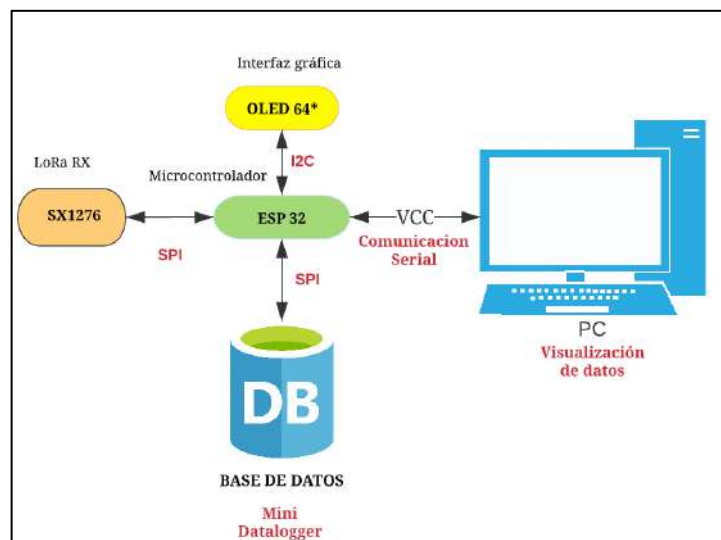 Interfaz gráfica
OLED 64*
I2C
LoRa RX
Microcontrolador
SX1276
ESP 32
VCC
SPI
Comunicacion
Serial
SPI
PC
Visualización
de datos
DB
BASE DE DATOS
Mini
Datalogger